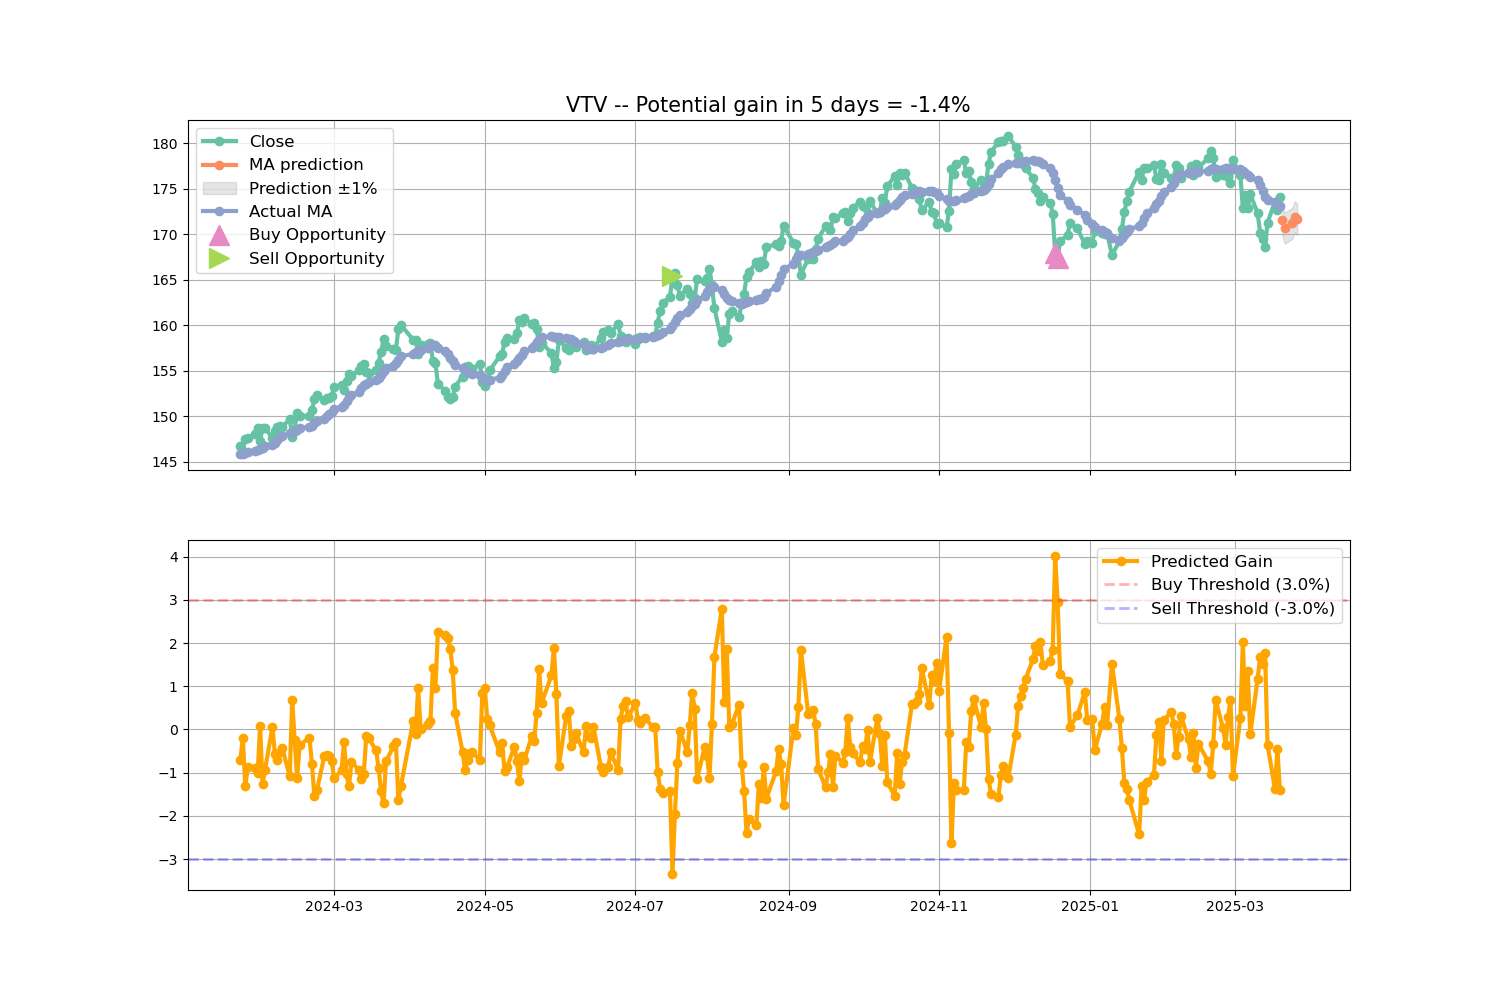 VTV -- Potential gain in 5 days = -1.4%
Close
MA prediction
Prediction ±1%
Actual MA
Buy Opportunity
Sell Opportunity
180
175
170
165
160
155
150
145
Predicted Gain
Buy Threshold (3.0%)
Sell Threshold (-3.0%)
4
3
2
1
0
−1
−2
−3
2024-03 2024-05 2024-07 2024-09 2024-11 2025-01 2025-03